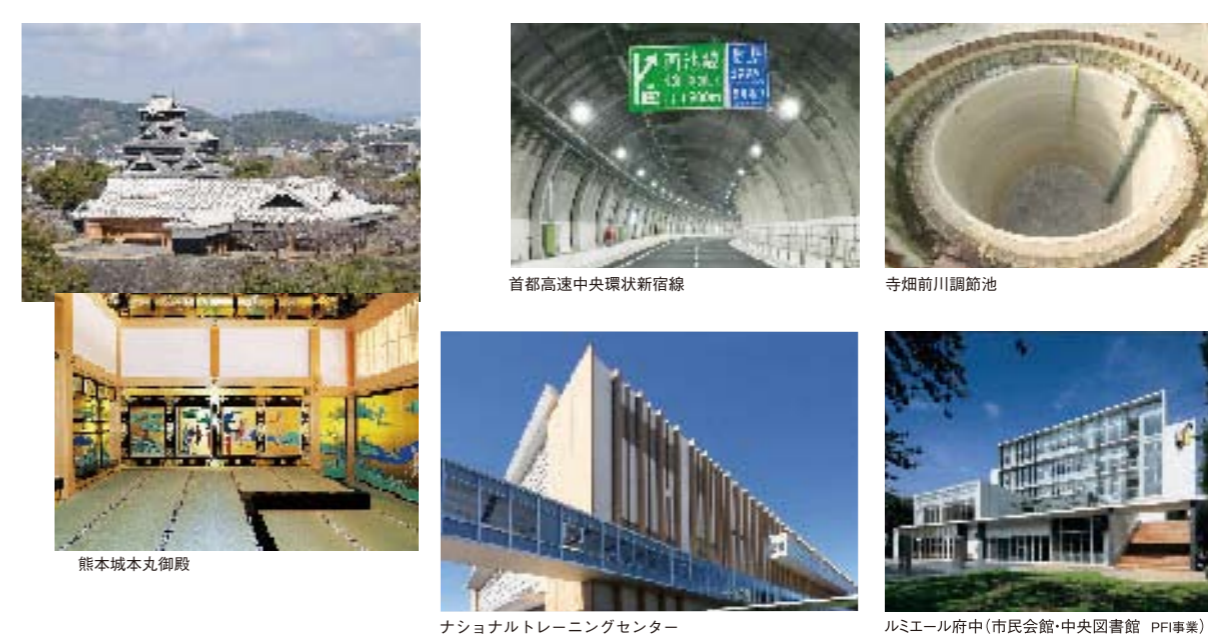 首都高速中央環状新宿線
寺畑前川調節池
熊本城本丸御殿
ナショナルトレーニングセンター
ルミエール府中(市民会館・中央図書館 PFI事業)